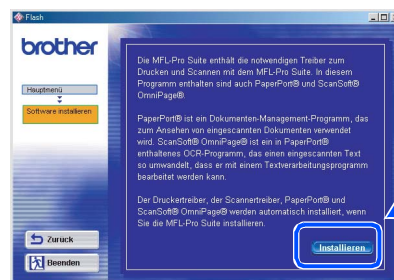 Flash
brother
Hauptmenü
Software installieren
Die MFL-Pro Suite enthält die notwendigen Treiber zum
Drucken und Scannen mit dem MFL-Pro Suite. In diesem
Programm enthalten sind auch PaperPort® und ScanSoft®
OmniPage®.
PaperPort® ist ein Dokumenten-Management-Programm, das
zum Ansehen von eingescannten Dokumenten verwendet
wird. ScanSoft® OmniPage® ist ein in PaperPort®
enthaltenes OCR-Programm, das einen eingescannten Text
so umwandelt, dass er mit einem Textverarbeitungsprogramm
bearbeitet werden kann.
Der Druckertreiber, der Scannertreiber, PaperPort® und
ScanSoft® OmniPage® werden automatisch installiert, wenn
Sie die MFL-Pro Suite installieren.
Zurück
Beenden
Installieren